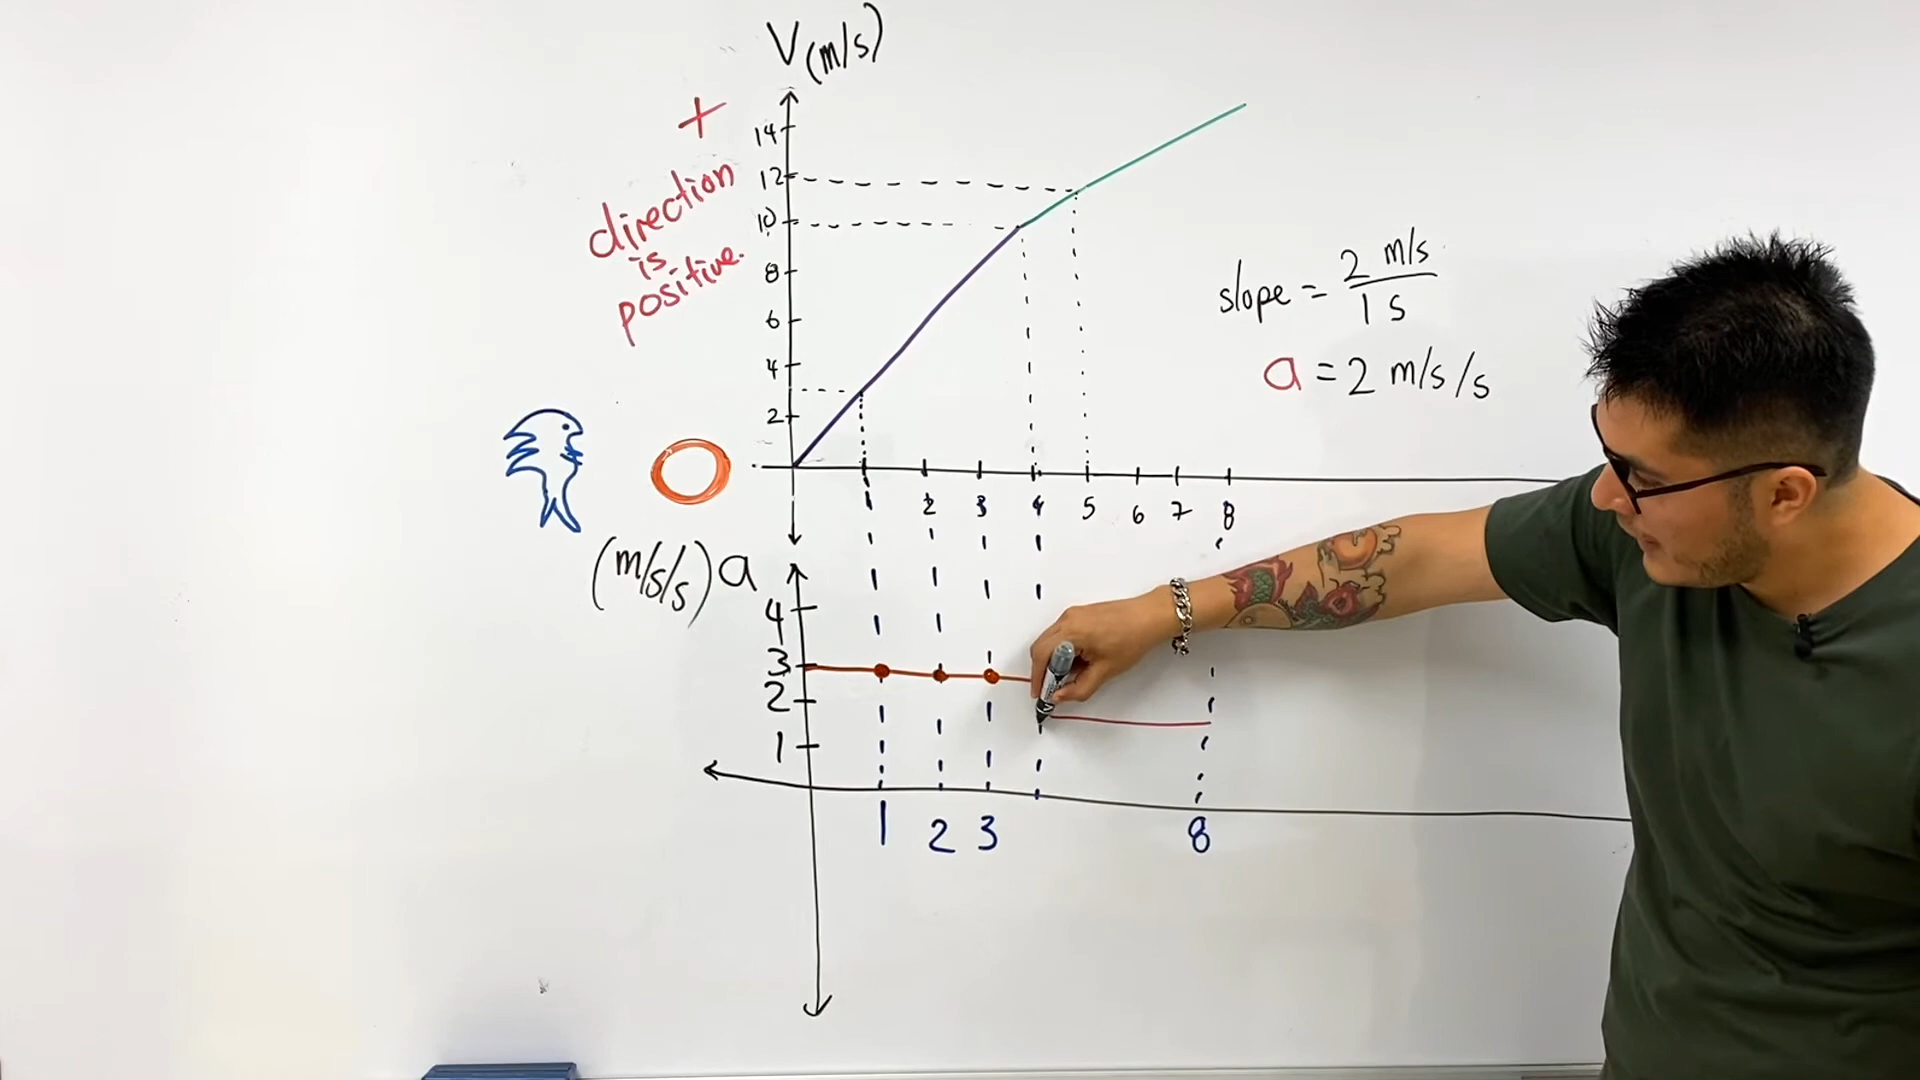 V(m/s)
+
direction
is
positive.
14
12
10
8
6
4
2
1 2 3 4 5 6 7 8
slope = 2 m/s
1 s
a = 2 m/s/s
(m/s/s) a
4
3
2
1
1 2 3 8